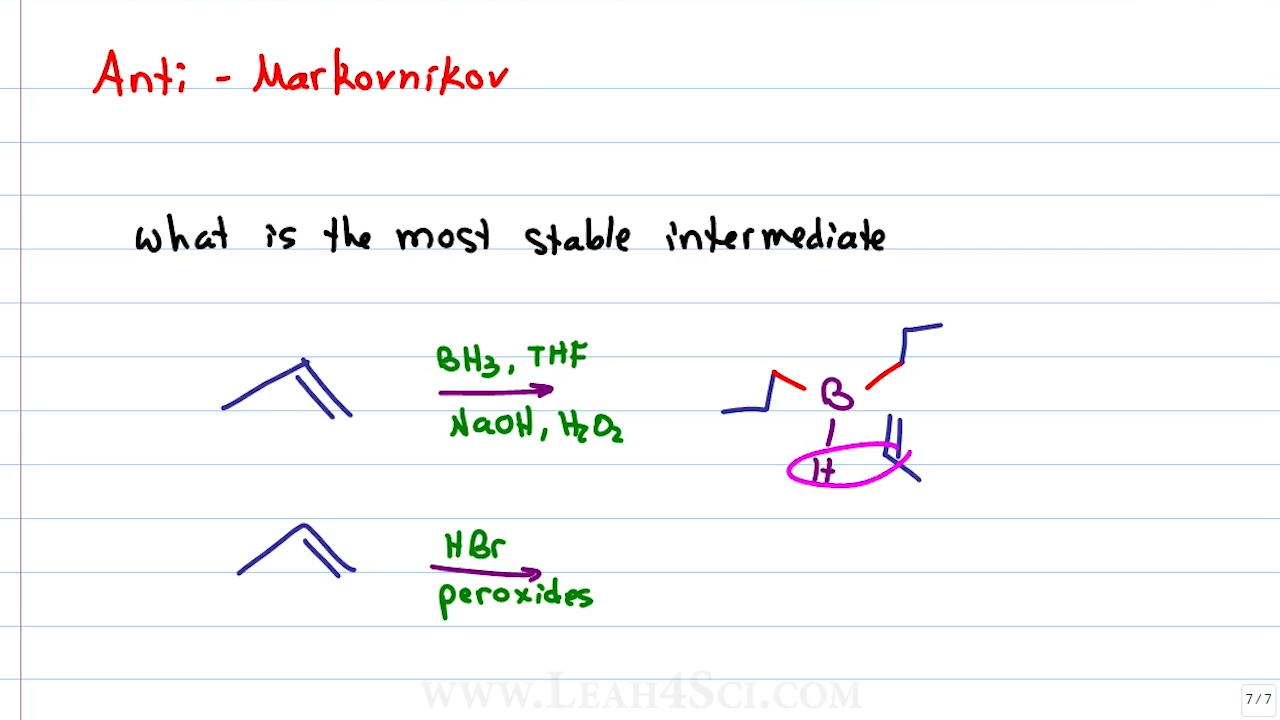 Anti - Markovnikov
what is the most stable intermediate
BH3, THF
NaOH, H2O2
B
H
HBr
peroxides
www.Leah4Sci.com
7/7